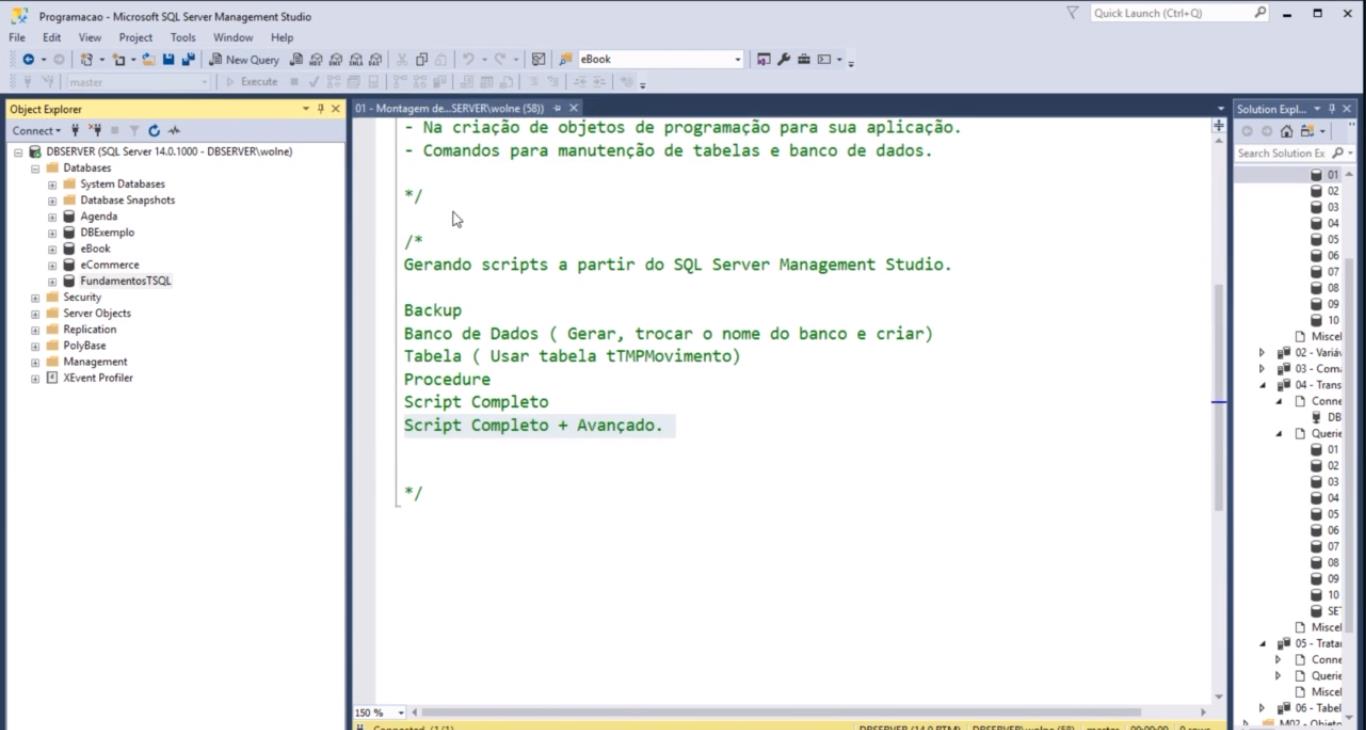 Programacao - Microsoft SQL Server Management Studio
Quick Launch (Ctrl+Q)
File Edit View Project Tools Window Help
New Query
eBook
master
Execute
Object Explorer
Connect
DBSERVER (SQL Server 14.0.1000 - DBSERVER\wolne)
Databases
System Databases
Database Snapshots
Agenda
DBExemplo
eBook
eCommerce
FundamentosTSQL
Security
Server Objects
Replication
PolyBase
Management
XEvent Profiler
01 - Montagem de...SERVER\wolne (58))
- Na criação de objetos de programação para sua aplicação.
- Comandos para manutenção de tabelas e banco de dados.
*/
/*
Gerando scripts a partir do SQL Server Management Studio.
Backup
Banco de Dados ( Gerar, trocar o nome do banco e criar)
Tabela ( Usar tabela tTMPMovimento)
Procedure
Script Completo
Script Completo + Avançado.
*/
150 %
Connected. (1/1)
DBSERVER (14.0 RTM) DBSERVER\wolne (58) master 00:00:00 0 rows
Solution Expl...
Search Solution Ex
01
02
03
04
05
06
07
08
09
10
Miscel
02 - Variáv
03 - Com
04 - Trans
Conne
DB
Querie
01
02
03
04
05
06
07
08
09
10
SE
Miscel
05 - Trata
Conne
Querie
Miscel
06 - Tabel
M02 - Objeto